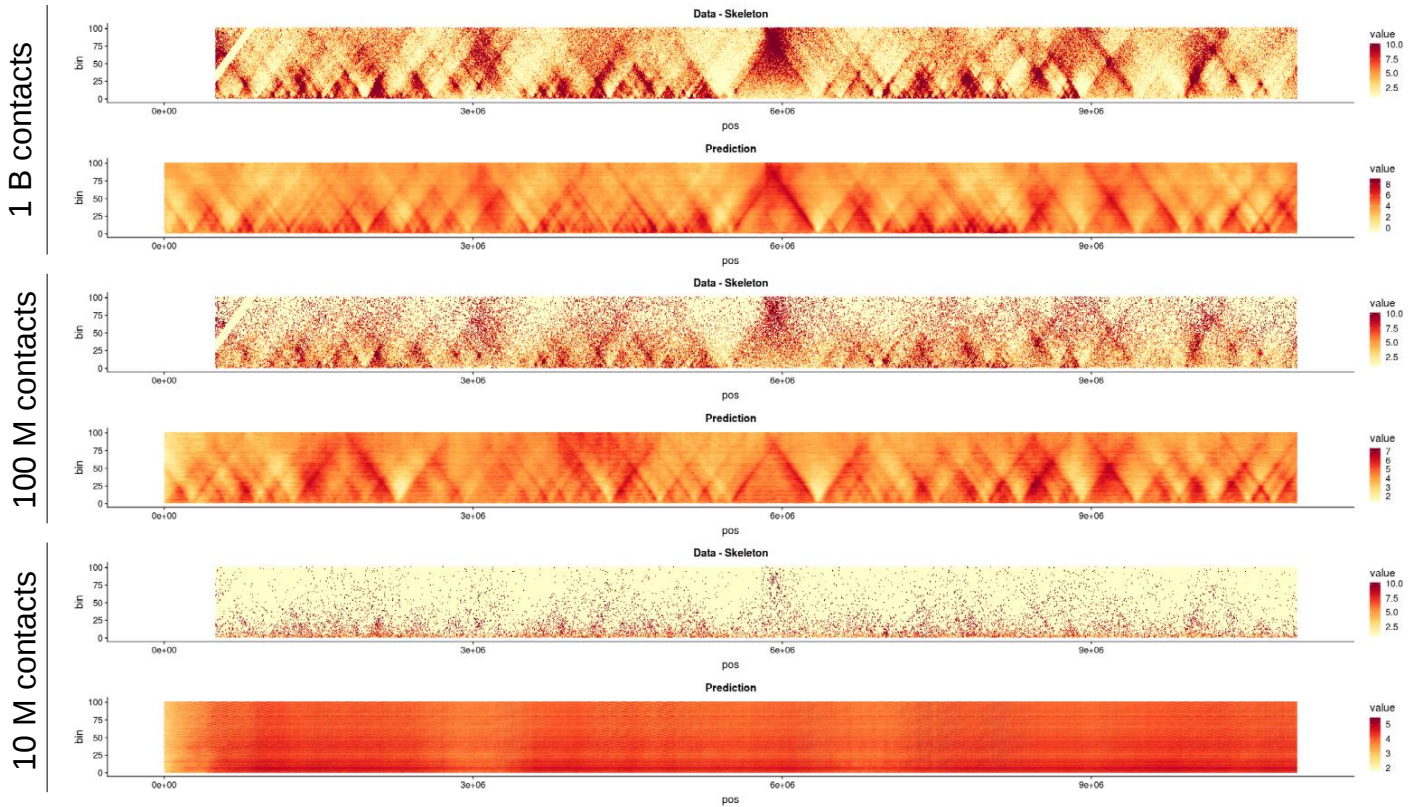 1 B contacts
Data - Skeleton
bin
100
75
50
25
0
0e+00 3e+06 6e+06 9e+06
pos
value
10.0
7.5
5.0
2.5
Prediction
bin
100
75
50
25
0
0e+00 3e+06 6e+06 9e+06
pos
value
8
6
4
2
0
100 M contacts
Data - Skeleton
bin
100
75
50
25
0
0e+00 3e+06 6e+06 9e+06
pos
value
10.0
7.5
5.0
2.5
Prediction
bin
100
75
50
25
0
0e+00 3e+06 6e+06 9e+06
pos
value
7
6
5
4
3
2
10 M contacts
Data - Skeleton
bin
100
75
50
25
0
0e+00 3e+06 6e+06 9e+06
pos
value
10.0
7.5
5.0
2.5
Prediction
bin
100
75
50
25
0
0e+00 3e+06 6e+06 9e+06
pos
value
5
4
3
2